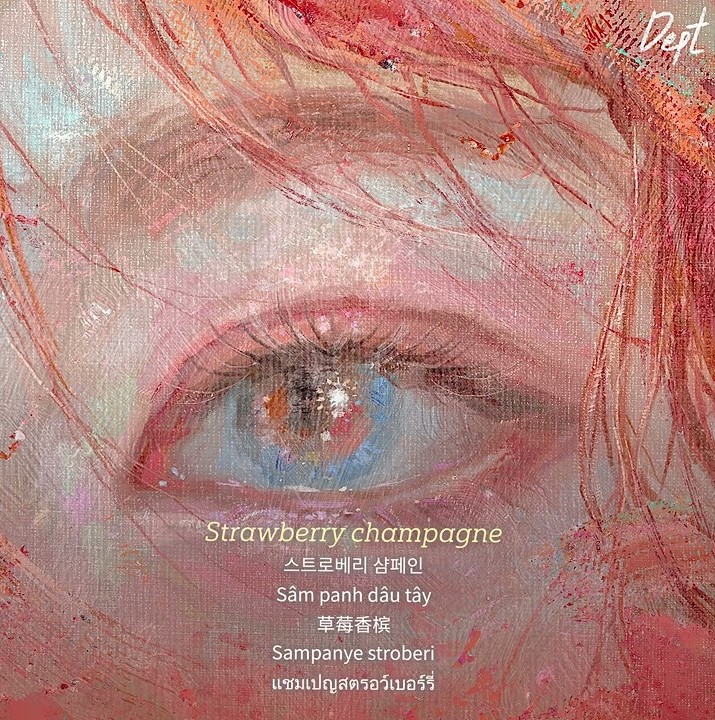 Dept
Strawberry champagne
스트로베리 샴페인
Sâm panh dâu tây
草莓香槟
Sampanye stroberi
แชมเปญสตรอว์เบอร์รี่